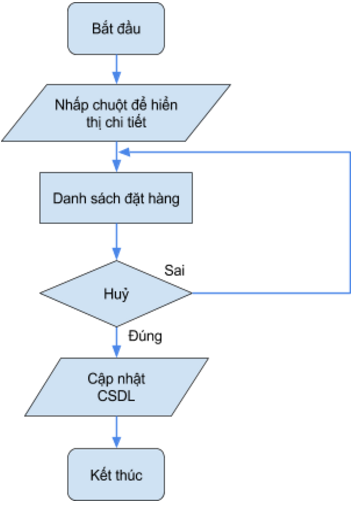 Bắt đầu
Nhấp chuột để hiển
thị chi tiết
Danh sách đặt hàng
Sai
Huỷ
Đúng
Cập nhật
CSDL
Kết thúc